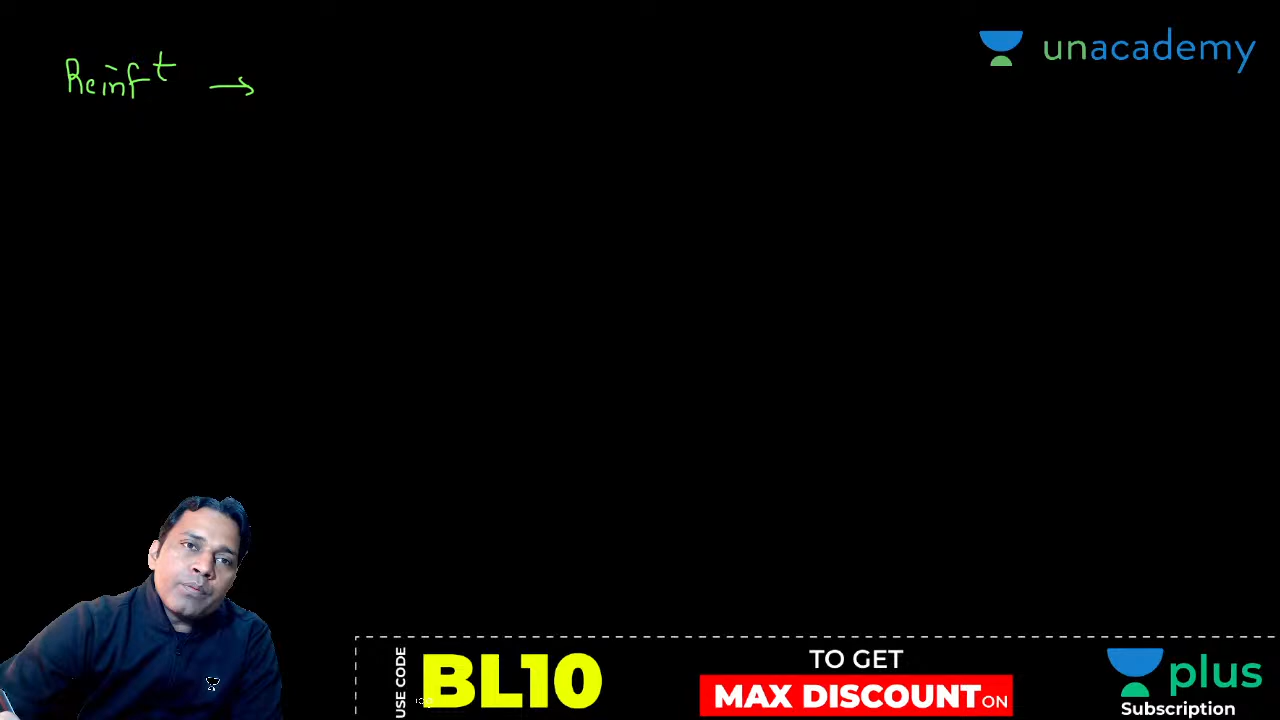 Reinf t →
unacademy
USE CODE
BL10
TO GET
MAX DISCOUNT ON
plus
Subscription